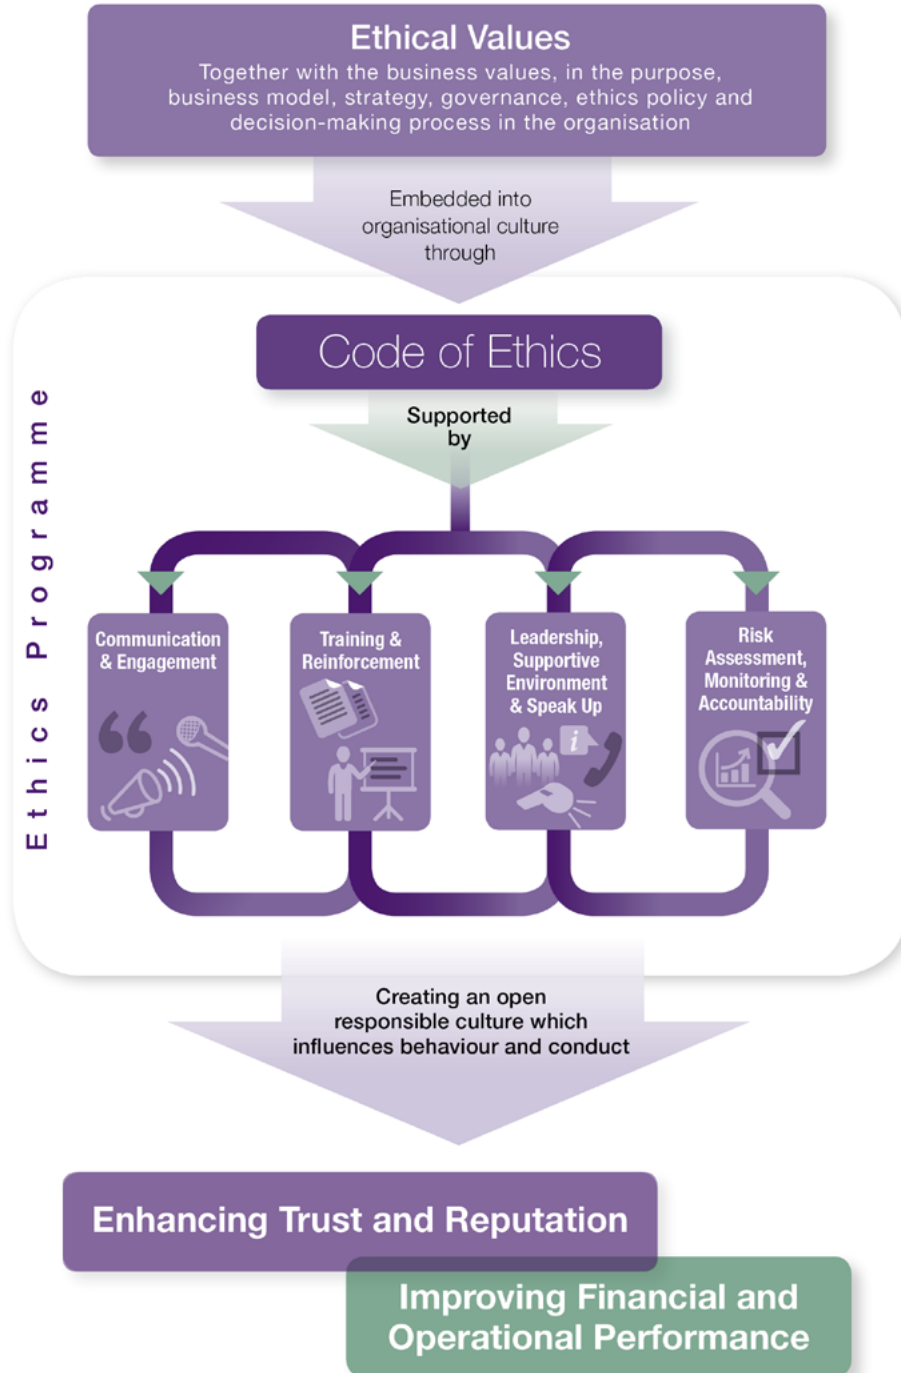 Ethical Values
Together with the business values, in the purpose,
business model, strategy, governance, ethics policy and
decision-making process in the organisation
Embedded into
organisational culture
through
Ethics Programme
Code of Ethics
Supported
by
Communication
& Engagement
Training &
Reinforcement
Leadership,
Supportive
Environment
& Speak Up
i
Risk
Assessment,
Monitoring &
Accountability
Creating an open
responsible culture which
influences behaviour and conduct
Enhancing Trust and Reputation
Improving Financial and
Operational Performance